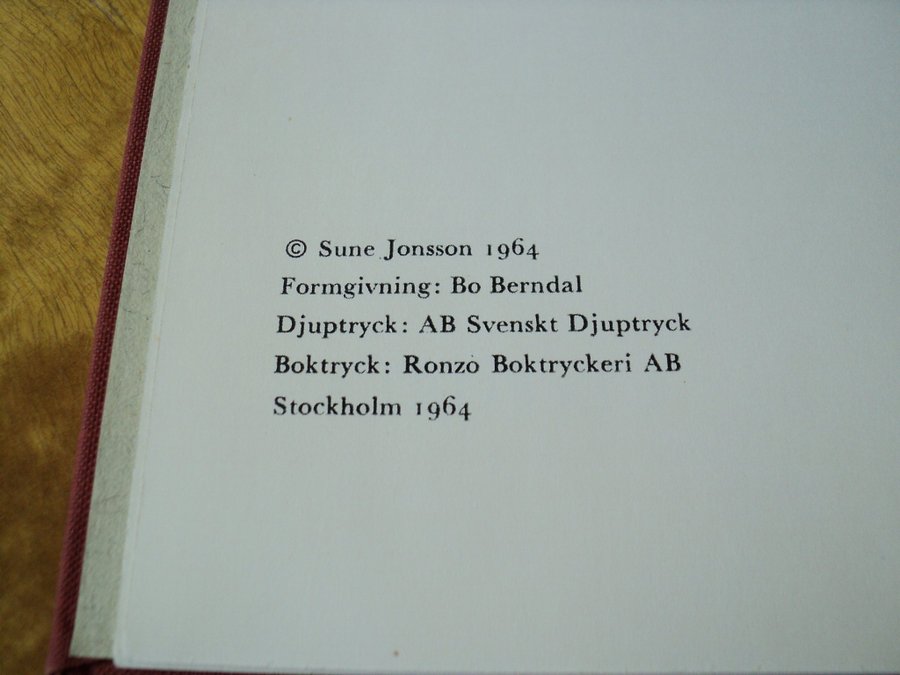 © Sune Jonsson 1964
Formgivning: Bo Berndal
Djuptryck: AB Svenskt Djuptryck
Boktryck: Ronzo Boktryckeri AB
Stockholm 1964